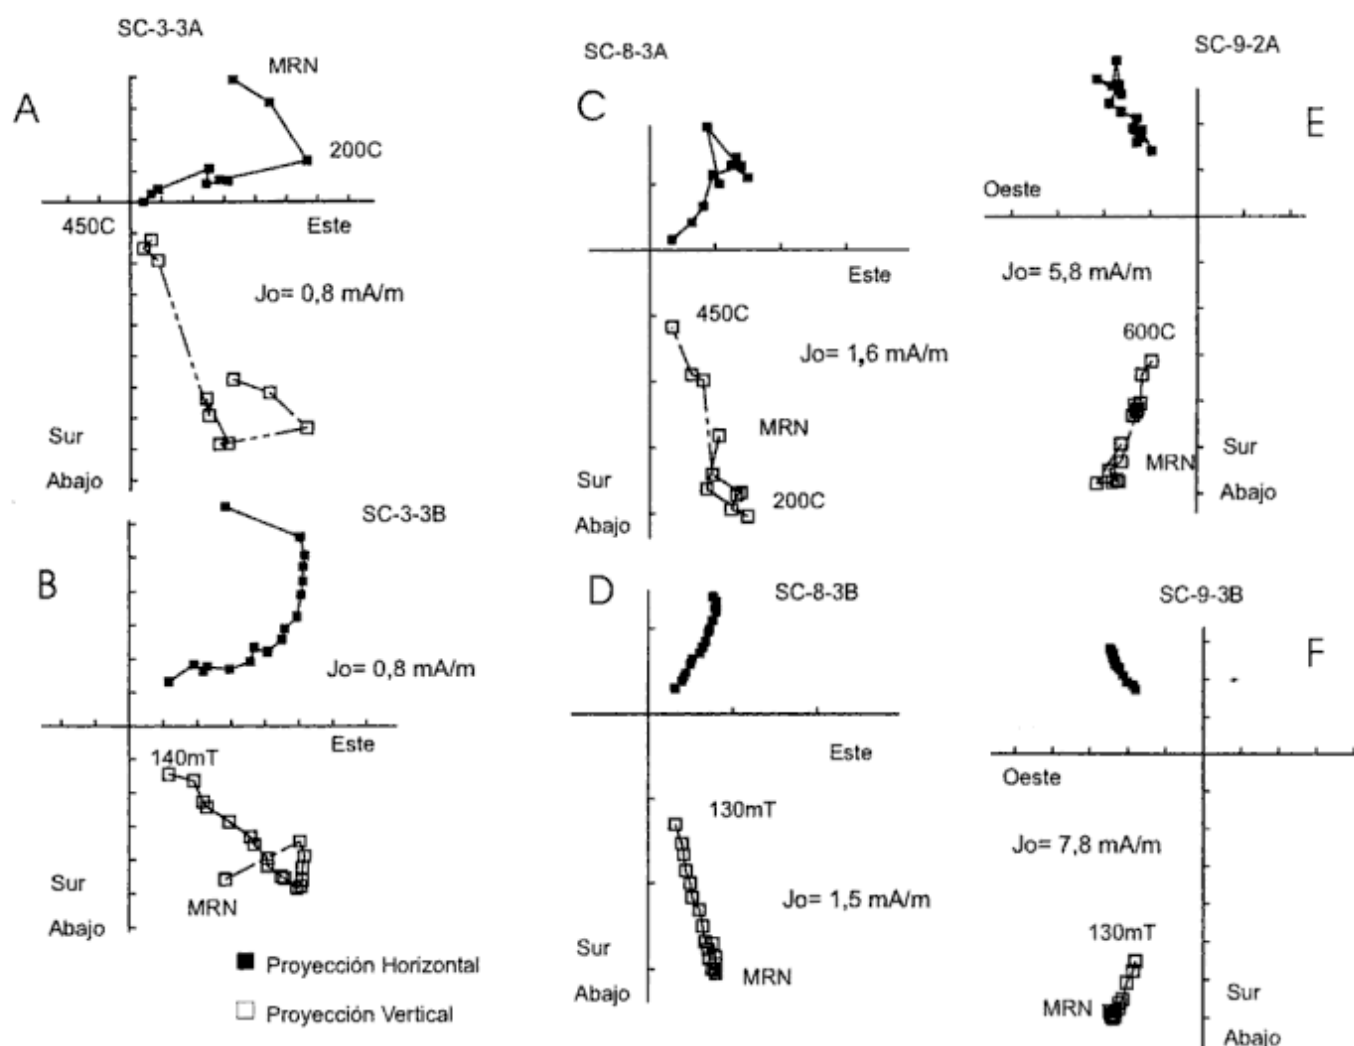 SC-3-3A
MRN
A
200C
Este
450C
Jo= 0,8 mA/m
Sur
Abajo
SC-3-3B
B
Jo= 0,8 mA/m
Este
140mT
Sur
MRN
Abajo
Proyección Horizontal
Proyección Vertical
SC-8-3A
C
Este
450C
Jo= 1,6 mA/m
MRN
Sur
200C
Abajo
D
SC-8-3B
Este
130mT
Jo= 1,5 mA/m
Sur
MRN
Abajo
SC-9-2A
E
Oeste
Jo= 5,8 mA/m
600C
Sur
MRN
Abajo
SC-9-3B
F
Oeste
Jo= 7,8 mA/m
130mT
Sur
MRN
Abajo